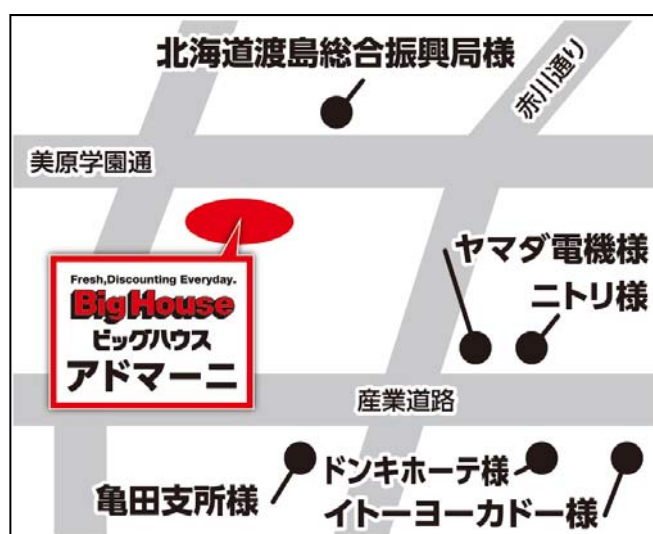 北海道渡島総合振興局様
赤川通り
美原学園通
ヤマダ電機様
ニトリ様
Fresh,Discounting Everyday.
BigHouse
ビッグハウス
アドマーニ
産業道路
亀田支所様
ドンキホーテ様
イトーヨーカドー様